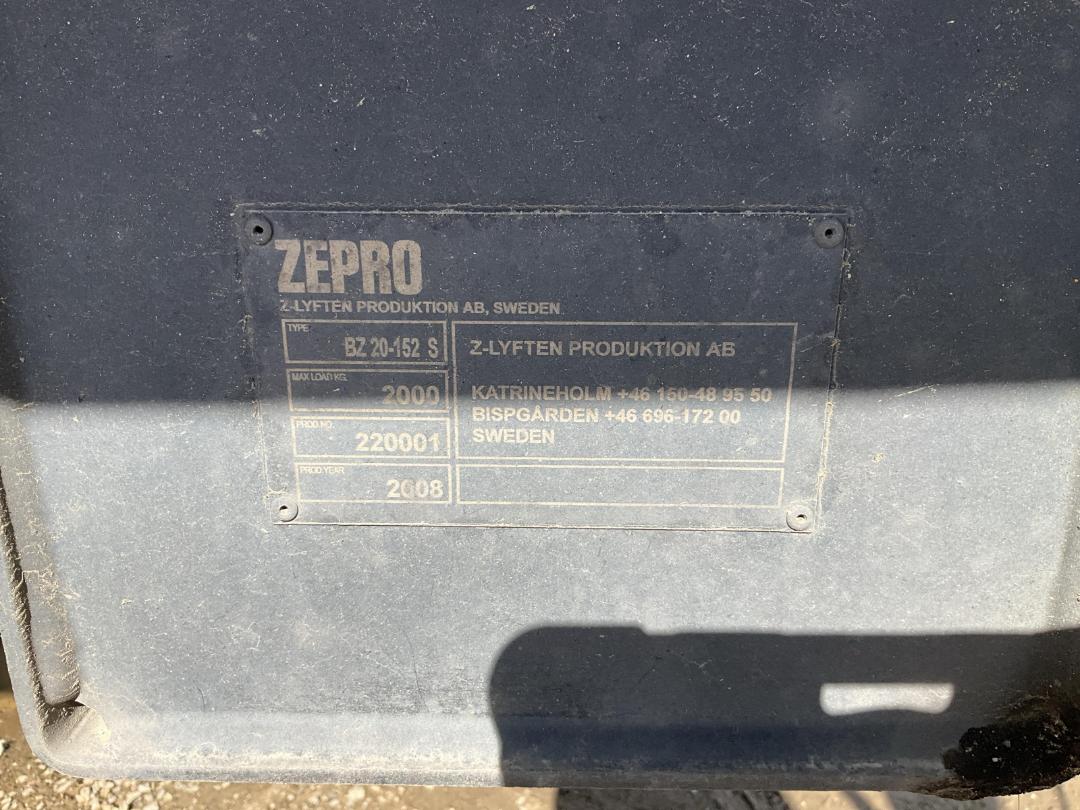 ZEPRO
Z-LYFTEN PRODUKTION AB, SWEDEN
TYPE
BZ 20-152 S
MAX LOAD KG.
2000
PROD NO.
220001
PROD.YEAR
2008
Z-LYFTEN PRODUKTION AB
KATRINEHOLM +46 150-48 95 50
BISPGÅRDEN +46 696-172 00
SWEDEN